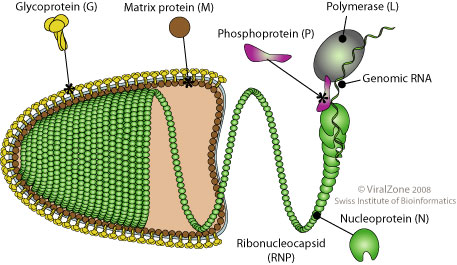 Glycoprotein (G)
Matrix protein (M)
Polymerase (L)
Phosphoprotein (P)
Genomic RNA
© ViralZone 2008
Swiss Institute of Bioinformatics
Nucleoprotein (N)
Ribonucleocapsid
(RNP)